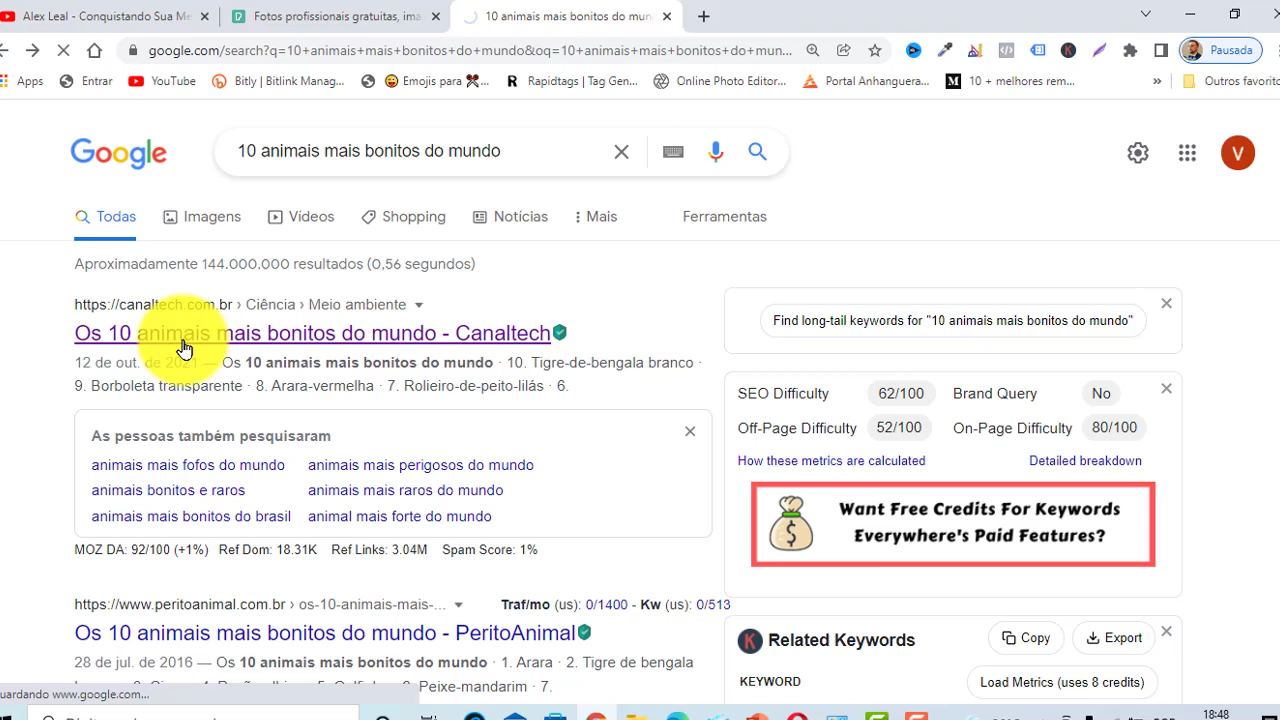 Alex Leal - Conquistando Sua Me
Fotos profissionais gratuitas, ima
10 animais mais bonitos do mun
google.com/search?q=10+animais+mais+bonitos+do+mundo&oq=10+animais+mais+bonitos+do+mun...
Pausada
Apps
Entrar
YouTube
Bitly | Bitlink Manag...
Emojis para
Rapidtags | Tag Gen...
Online Photo Editor...
Portal Anhanguera...
10 + melhores rem...
»
Outros favorito
Google
10 animais mais bonitos do mundo
V
Todas
Imagens
Vídeos
Shopping
Notícias
Mais
Ferramentas
Aproximadamente 144.000.000 resultados (0,56 segundos)
https://canaltech.com.br › Ciência › Meio ambiente
Os 10 animais mais bonitos do mundo - Canaltech
12 de out. de 2021 — Os 10 animais mais bonitos do mundo · 10. Tigre-de-bengala branco ·
9. Borboleta transparente · 8. Arara-vermelha · 7. Rolieiro-de-peito-lilás · 6.
As pessoas também pesquisaram
animais mais fofos do mundo
animais mais perigosos do mundo
animais bonitos e raros
animais mais raros do mundo
animais mais bonitos do brasil
animal mais forte do mundo
MOZ DA: 92/100 (+1%) Ref Dom: 18.31K Ref Links: 3.04M Spam Score: 1%
https://www.peritoanimal.com.br › os-10-animais-mais-...
Traf/mo (us): 0/1400 - Kw (us): 0/513
Os 10 animais mais bonitos do mundo - PeritoAnimal
28 de jul. de 2016 — Os 10 animais mais bonitos do mundo · 1. Arara · 2. Tigre de bengala
Peixe-mandarim · 7.
Find long-tail keywords for "10 animais mais bonitos do mundo"
SEO Difficulty 62/100 Brand Query No
Off-Page Difficulty 52/100 On-Page Difficulty 80/100
How these metrics are calculated
Detailed breakdown
Want Free Credits For Keywords
Everywhere's Paid Features?
K
Related Keywords
Copy
Export
Load Metrics (uses 8 credits)
KEYWORD
uardando www.google.com...
18:48